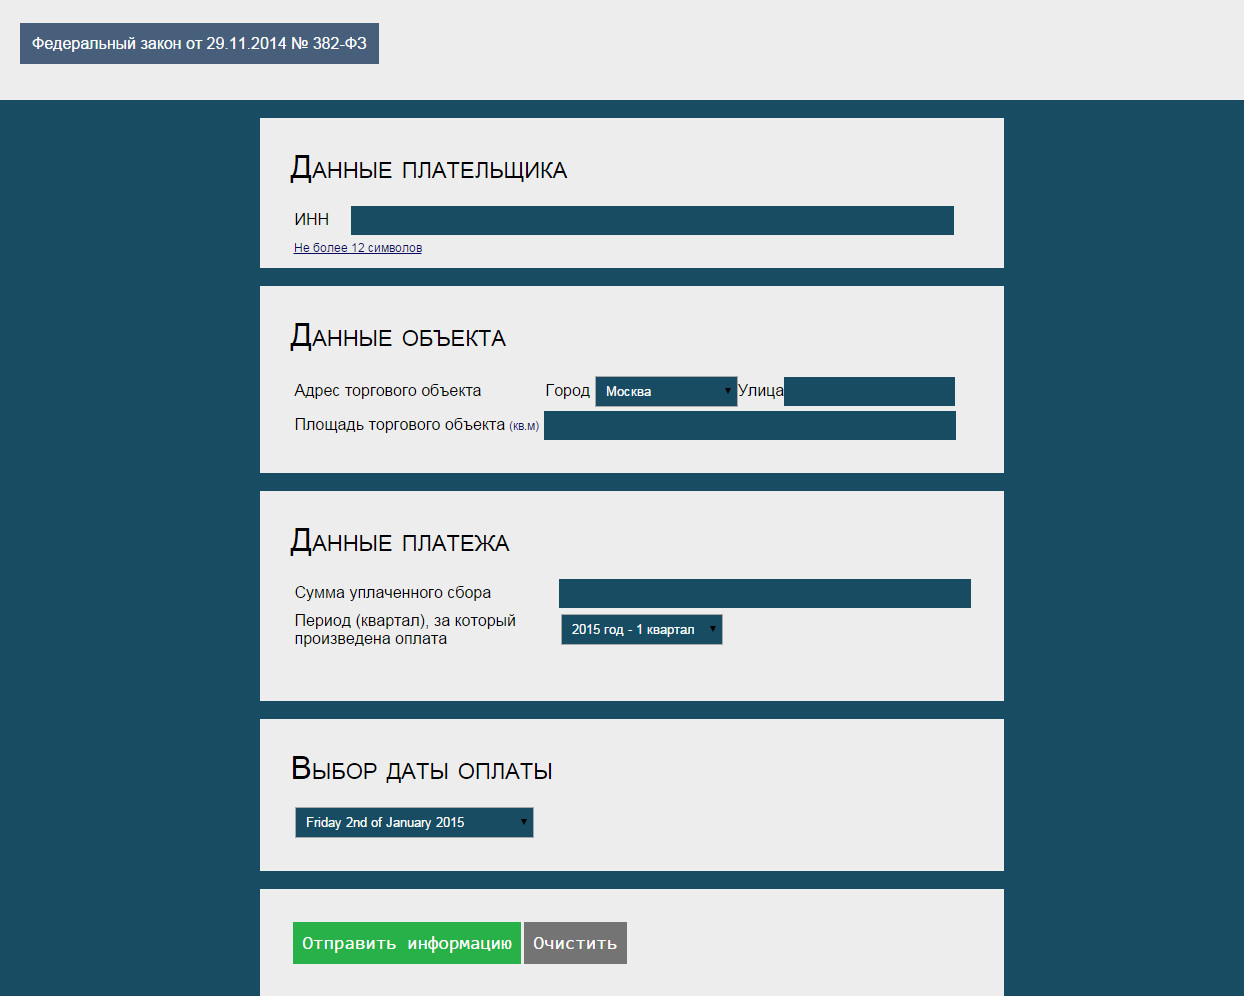 Федеральный закон от 29.11.2014 № 382-ФЗ
Данные плательщика
ИНН
Не более 12 символов
Данные объекта
Адрес торгового объекта Город Москва Улица
Площадь торгового объекта (кв.м)
Данные платежа
Сумма уплаченного сбора
Период (квартал), за который
произведена оплата
2015 год - 1 квартал
Выбор даты оплаты
Friday 2nd of January 2015
Отправить информацию Очистить